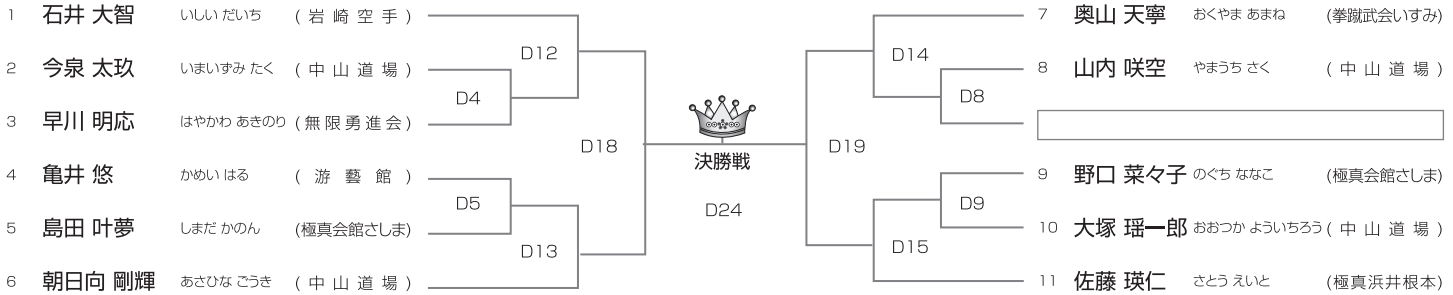 1 石井 大智 いしい だいち (岩崎空手)
2 今泉 太玖 いまいずみ たく (中山道場)
3 早川 明応 はやかわ あきのり (無限勇進会)
4 亀井 悠 かめい はる (游藝館)
5 島田 叶夢 しまだ かのん (極真会館さしま)
6 朝日向 剛輝 あさひな ごうき (中山道場)
D12
D4
D18
D5
D13
決勝戦
D24
D14
D8
D19
D9
D15
7 奥山 天寧 おくやま あまね (拳蹴武会いすみ)
8 山内 咲空 やまうち さく (中山道場)
9 野口 菜々子 のぐち ななこ (極真会館さしま)
10 大塚 瑶一郎 おおつか よういちろう (中山道場)
11 佐藤 瑛仁 さとう えいと (極真浜井根本)